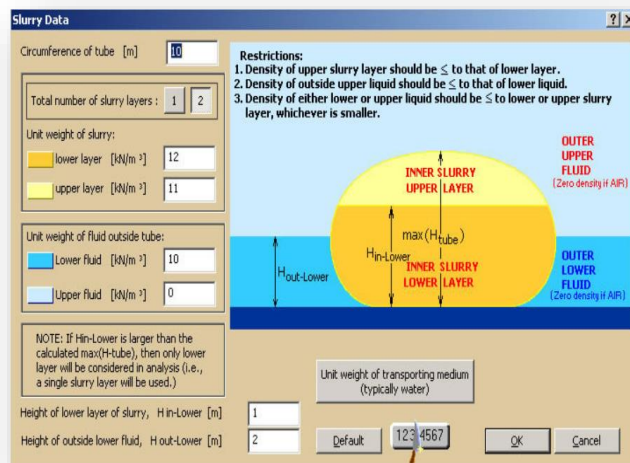 Slurry Data
? X
Circumference of tube [m]
10
Total number of slurry layers :
1
2
Unit weight of slurry:
lower layer [kN/m ³]
12
upper layer [kN/m ³]
11
Unit weight of fluid outside tube:
Lower fluid [kN/m ³]
10
Upper fluid [kN/m ³]
0
NOTE: If Hin-Lower is larger than the
calculated max(H-tube), then only lower
layer will be considered in analysis (i.e.,
a single slurry layer will be used.)
Height of lower layer of slurry, H in-Lower [m]
1
Height of outside lower fluid, H out-Lower [m]
2
Restrictions:
1. Density of upper slurry layer should be ≤ to that of lower layer.
2. Density of outside upper liquid should be ≤ to that of lower liquid.
3. Density of either lower or upper liquid should be ≤ to lower or upper slurry
layer, whichever is smaller.
INNER SLURRY
UPPER LAYER
OUTER
UPPER
FLUID
(Zero density if AIR)
max(Htube)
Hin-Lower
Hout-Lower
INNER SLURRY
LOWER LAYER
OUTER
LOWER
FLUID
(Zero density if AIR)
Unit weight of transporting medium
(typically water)
Default
123 4567
OK
Cancel